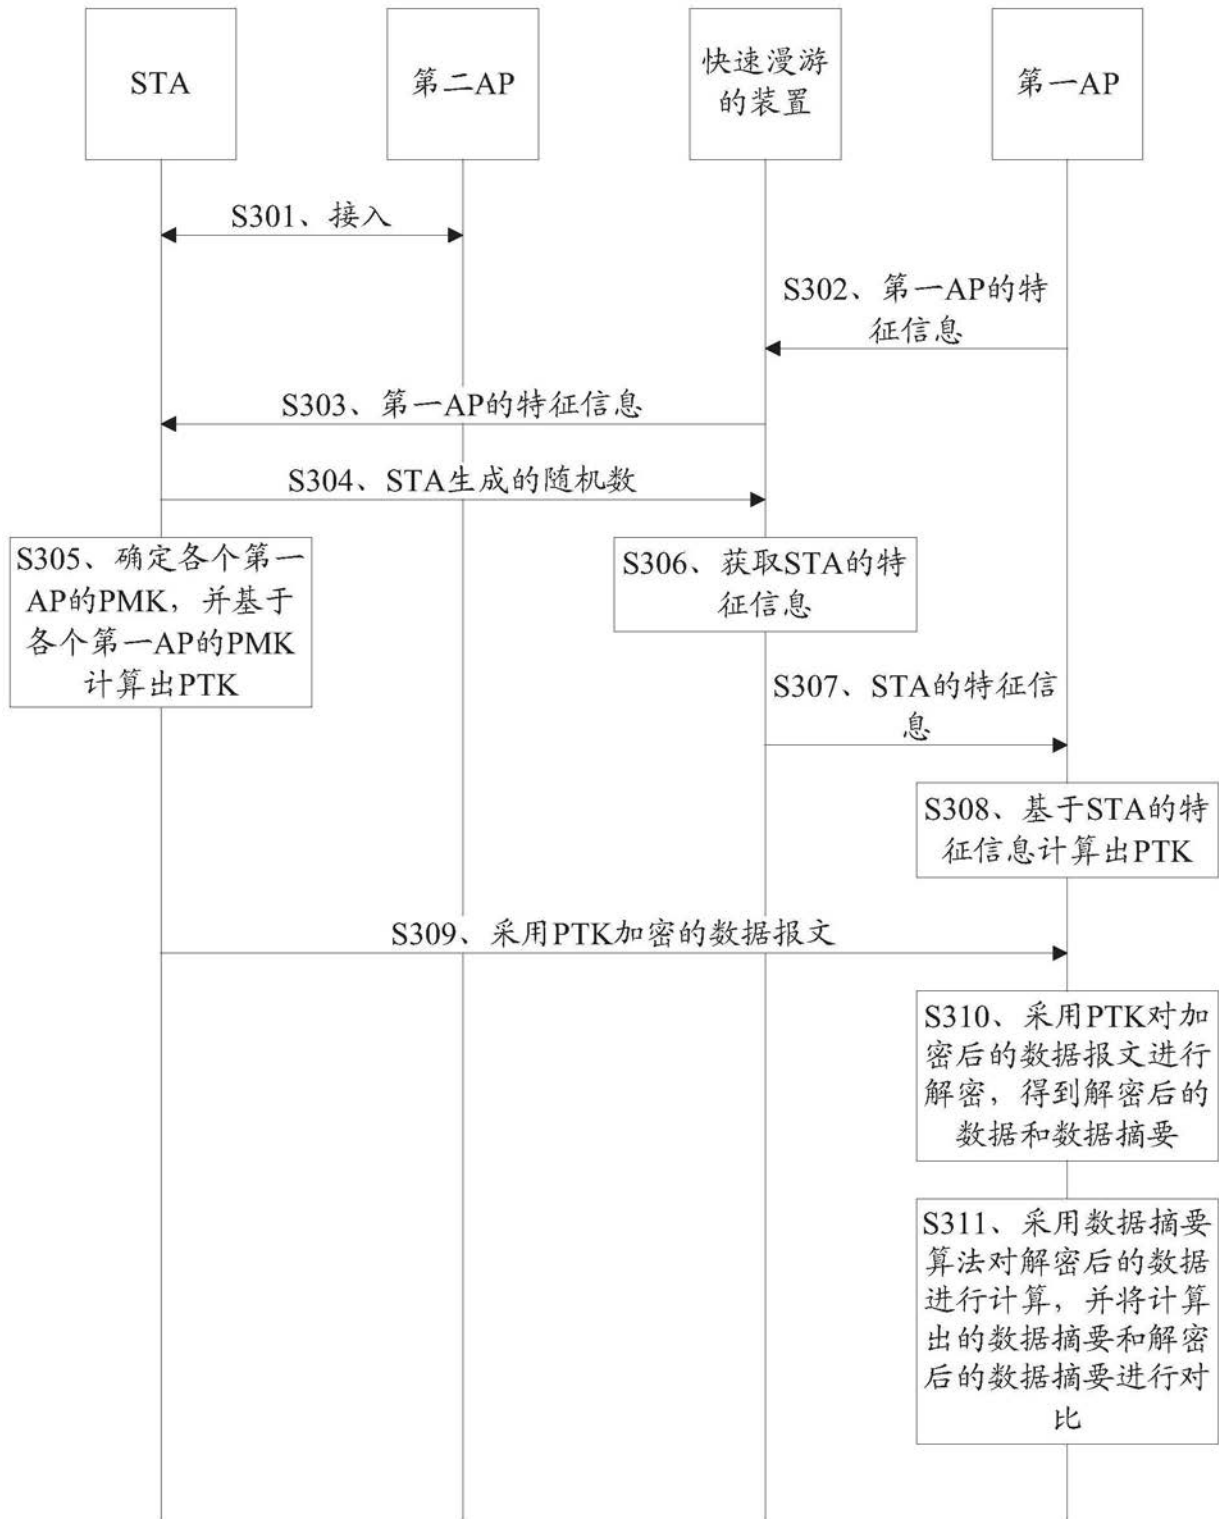 STA
第二AP
快速漫游
的装置
第一AP
S301、接入
S302、第一AP的特
征信息
S303、第一AP的特征信息
S304、STA生成的随机数
S305、确定各个第一
AP的PMK，并基于
各个第一AP的PMK
计算出PTK
S306、获取STA的特
征信息
S307、STA的特征信
息
S308、基于STA的特
征信息计算出PTK
S309、采用PTK加密的数据报文
S310、采用PTK对加
密后的数据报文进行
解密，得到解密后的
数据和数据摘要
S311、采用数据摘要
算法对解密后的数据
进行计算，并将计算
出的数据摘要和解密
后的数据摘要进行对
比